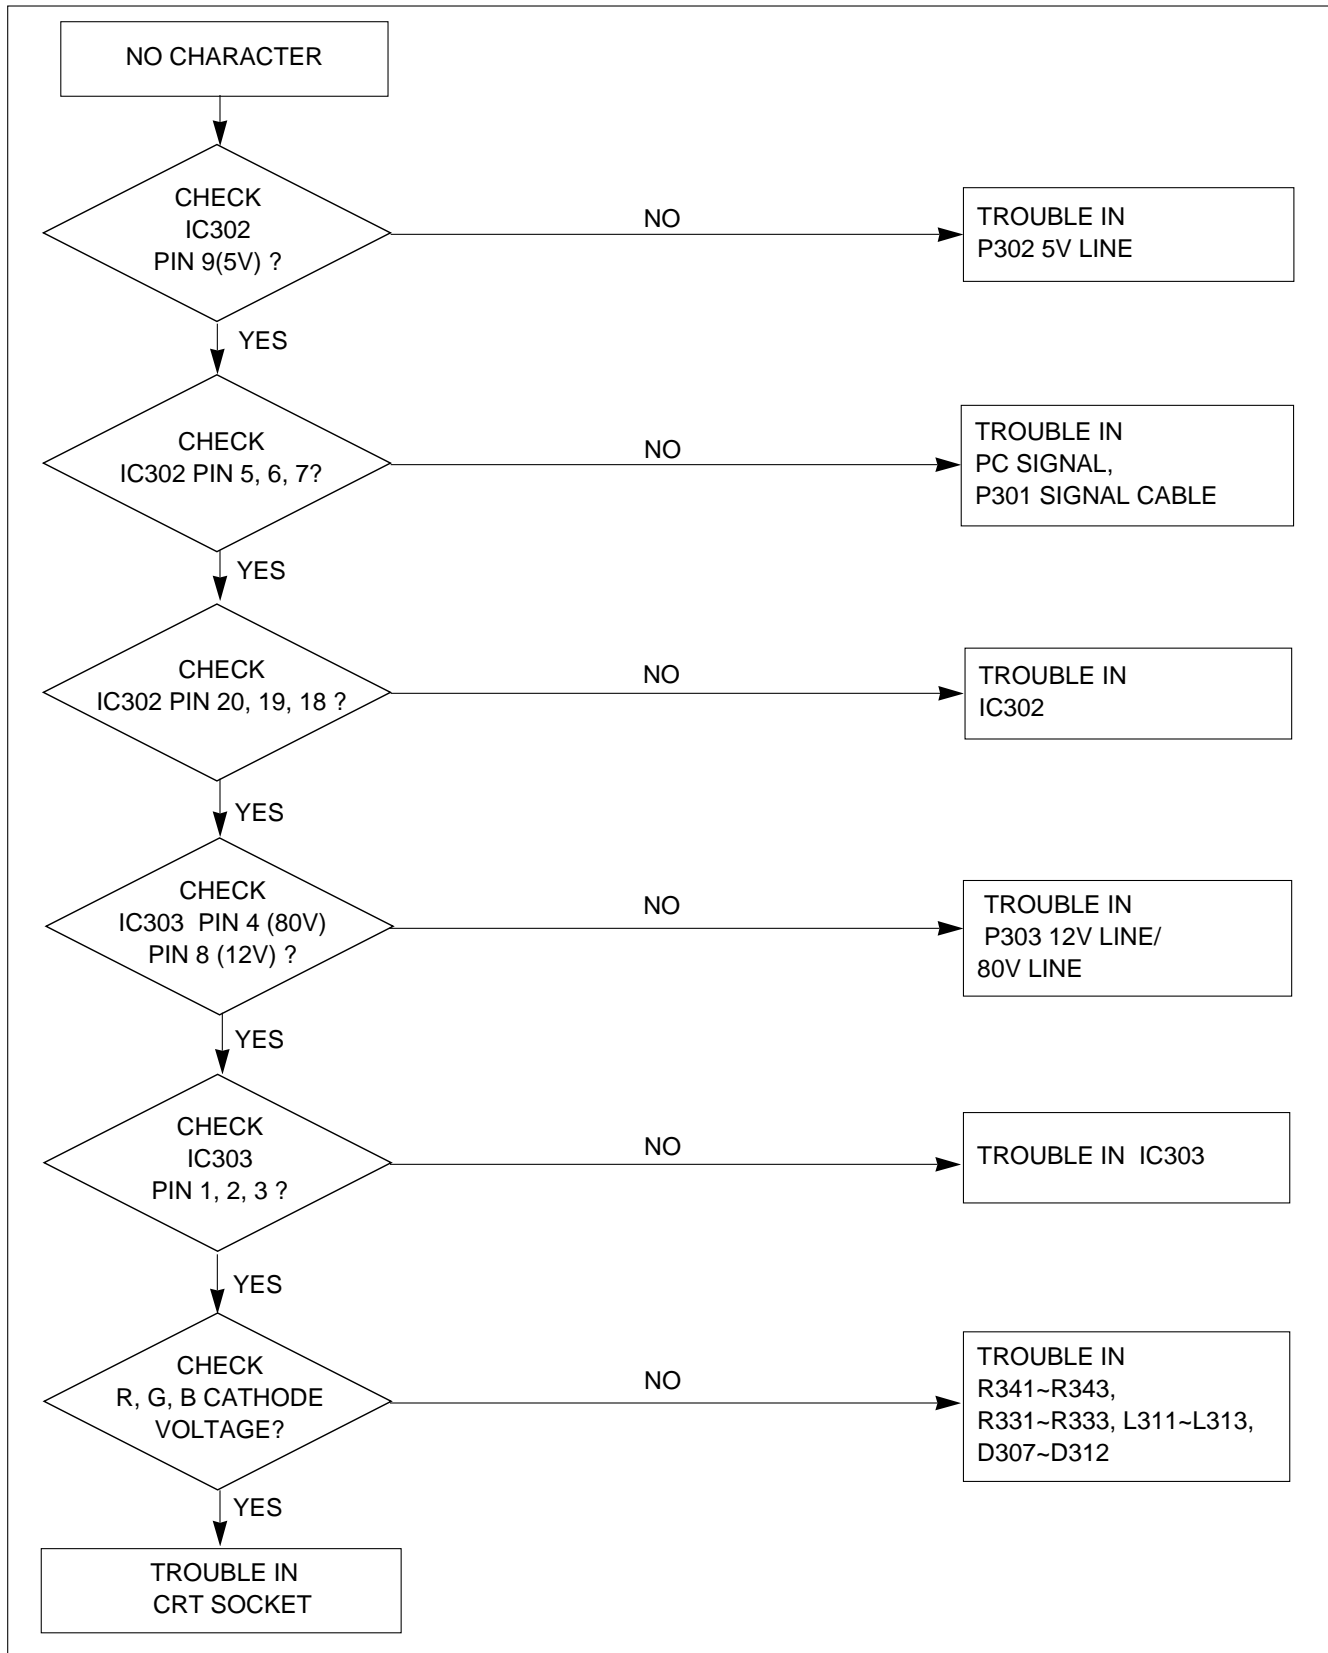 NO CHARACTER
CHECK
IC302
PIN 9(5V) ?
NO
TROUBLE IN
P302 5V LINE
YES
CHECK
IC302 PIN 5, 6, 7?
NO
TROUBLE IN
PC SIGNAL,
P301 SIGNAL CABLE
YES
CHECK
IC302 PIN 20, 19, 18 ?
NO
TROUBLE IN
IC302
YES
CHECK
IC303 PIN 4 (80V)
PIN 8 (12V) ?
NO
TROUBLE IN
P303 12V LINE/
80V LINE
YES
CHECK
IC303
PIN 1, 2, 3 ?
NO
TROUBLE IN IC303
YES
CHECK
R, G, B CATHODE
VOLTAGE?
NO
TROUBLE IN
R341~R343,
R331~R333, L311~L313,
D307~D312
YES
TROUBLE IN
CRT SOCKET